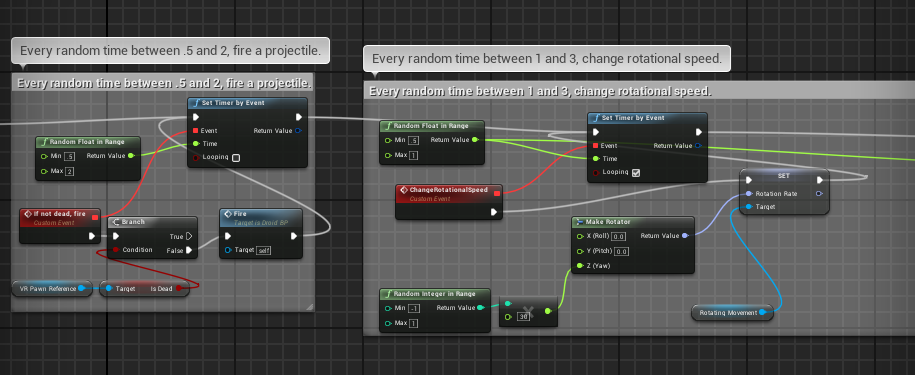 Every random time between .5 and 2, fire a projectile.
Every random time between .5 and 2, fire a projectile.
Set Timer by Event
Event
Return Value
Time
Looping
Random Float in Range
Min .5
Return Value
Max 2
If not dead, fire
Custom Event
Branch
True
Condition
False
Fire
Target is Droid BP
Target self
VR Pawn Reference
Target
Is Dead
Every random time between 1 and 3, change rotational speed.
Every random time between 1 and 3, change rotational speed.
Set Timer by Event
Event
Return Value
Time
Looping
Random Float in Range
Min .5
Return Value
Max 1
ChangeRotationalSpeed
Custom Event
SET
Rotation Rate
Target
Make Rotator
X (Roll) 0.0
Return Value
Y (Pitch) 0.0
Z (Yaw)
Random Integer in Range
Min -1
Return Value
Max 1
30
Rotating Movement